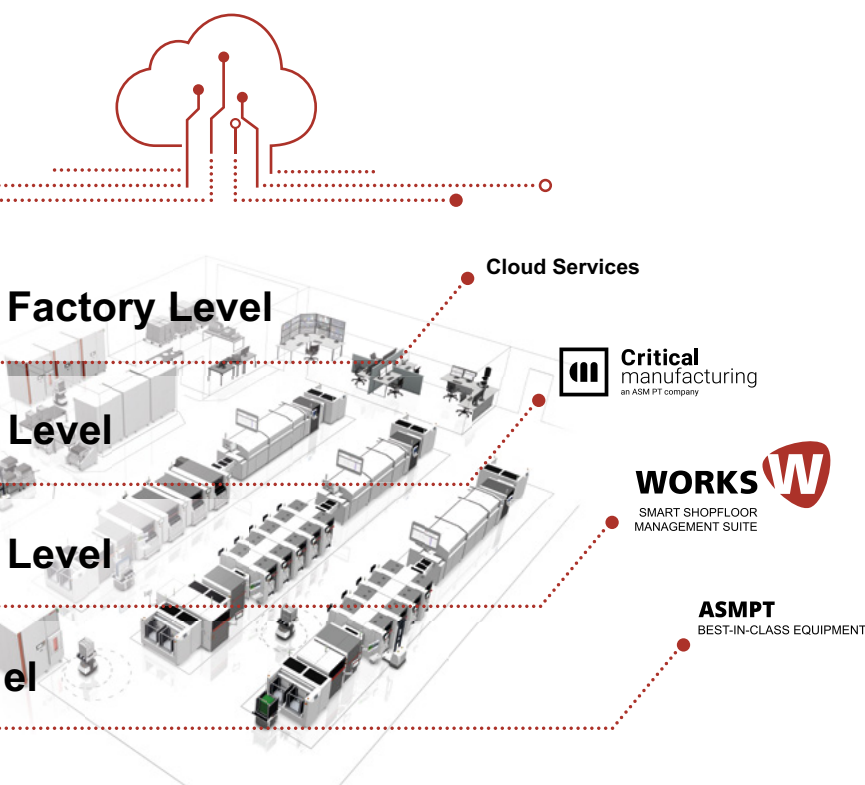 Cloud Services
Factory Level
Critical
manufacturing
an ASM PT company
Level
WORKS
SMART SHOPFLOOR
MANAGEMENT SUITE
Level
ASMPT
BEST-IN-CLASS EQUIPMENT
el